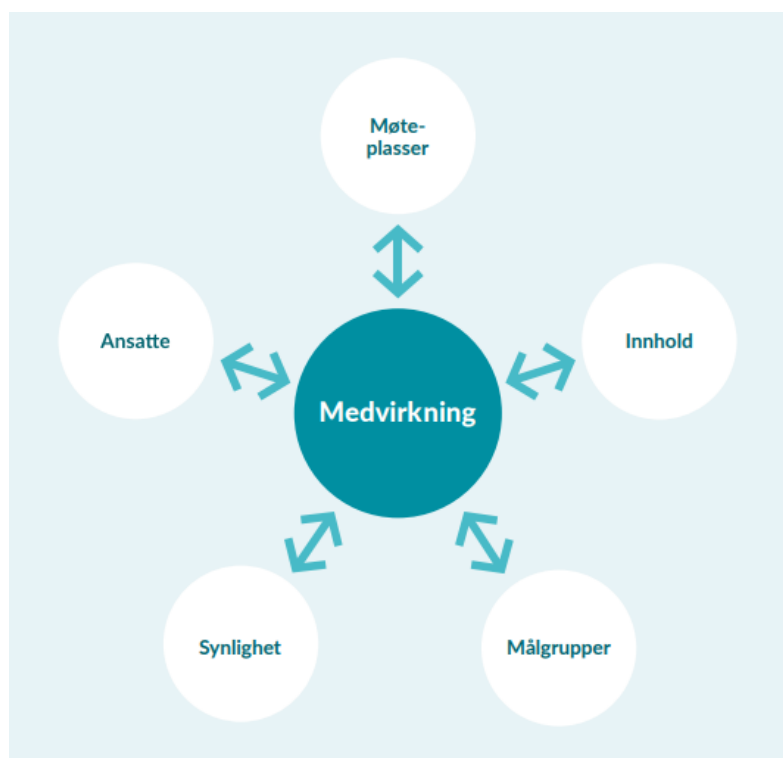 Møte-
plasser
Ansatte
Innhold
Medvirkning
Synlighet
Målgrupper